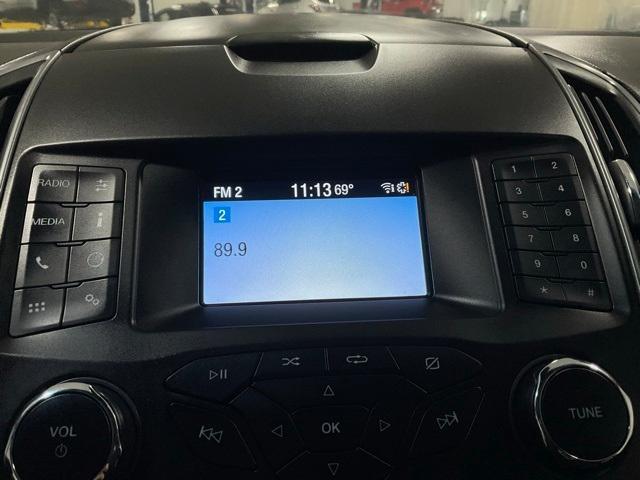 FM 2 11:13 69°
2
89.9
RADIO
MEDIA
1 2
3 4
5 6
7 8
9 0
* #
VOL
OK
TUNE